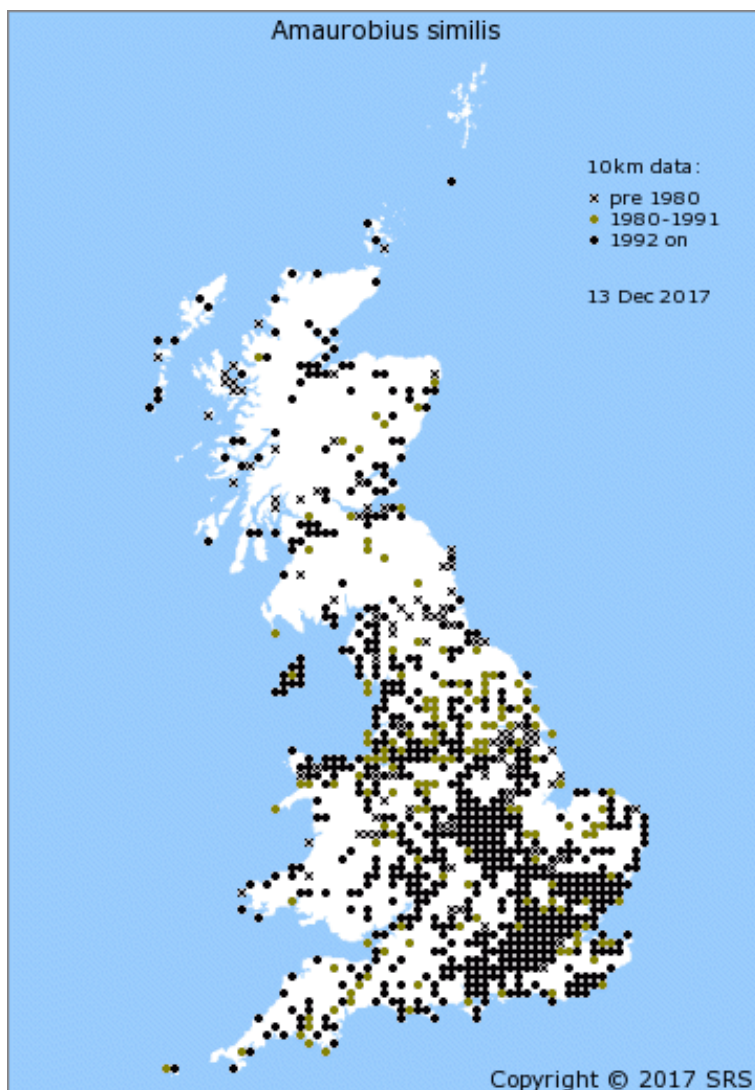 Amaurobius similis
10km data:
pre 1980
1980-1991
1992 on
13 Dec 2017
Copyright © 2017 SRS